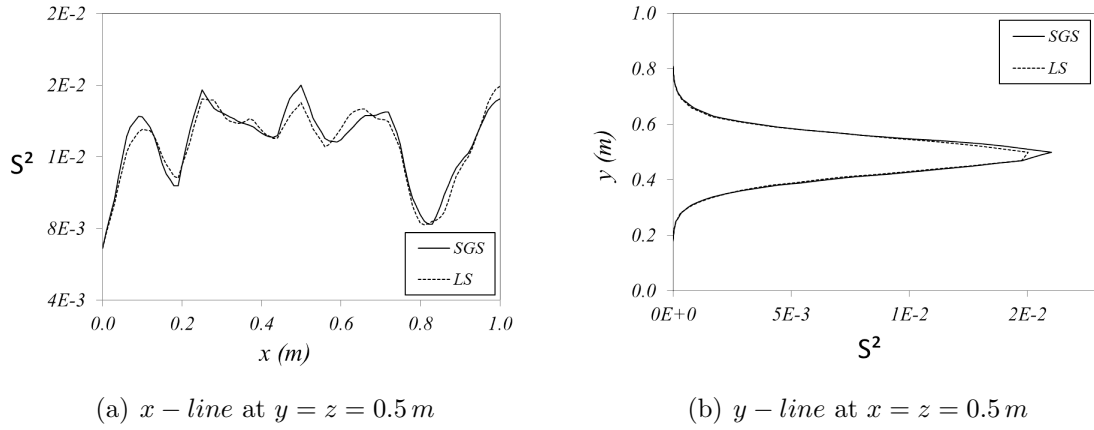 2E-2
2E-2
1E-2
8E-3
4E-3
S²
0.0 0.2 0.4 0.6 0.8 1.0
x (m)
SGS
LS
(a) x − line at y = z = 0.5 m
1.0
0.8
0.6
0.4
0.2
0.0
y (m)
0E+0 5E-3 1E-2 2E-2
S²
SGS
LS
(b) y − line at x = z = 0.5 m